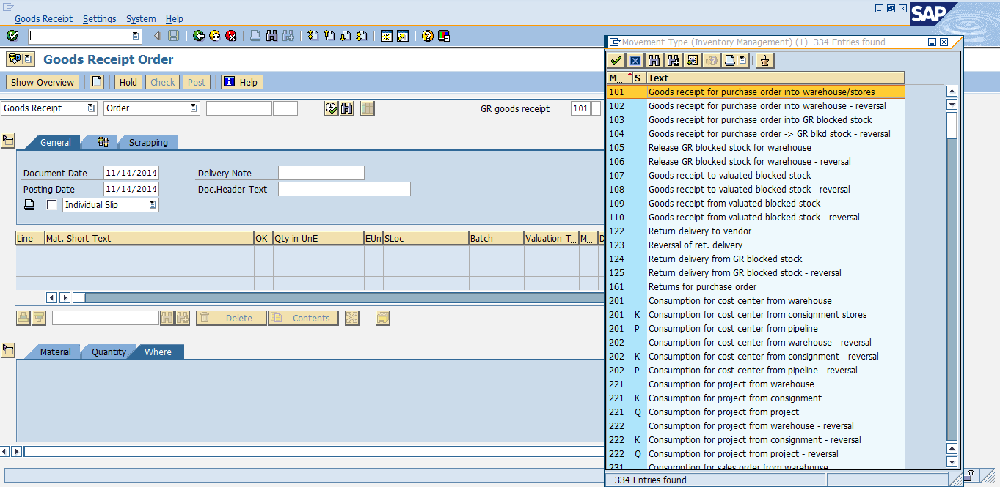 Goods Receipt Settings System Help
SAP
Goods Receipt Order
Show Overview Hold Check Post Help
Goods Receipt Order GR goods receipt 101
General Scrapping
Document Date 11/14/2014 Delivery Note
Posting Date 11/14/2014 Doc.Header Text
Individual Slip
Line Mat. Short Text OK Qty in UnE EUn SLoc Batch Valuation T... M... D
Delete Contents
Material Quantity Where
Movement Type (Inventory Management) (1) 334 Entries found
M... S Text
101 Goods receipt for purchase order into warehouse/stores
102 Goods receipt for purchase order into warehouse - reversal
103 Goods receipt for purchase order into GR blocked stock
104 Goods receipt for purchase order -> GR blkd stock - reversal
105 Release GR blocked stock for warehouse
106 Release GR blocked stock for warehouse - reversal
107 Goods receipt to valuated blocked stock
108 Goods receipt to valuated blocked stock - reversal
109 Goods receipt from valuated blocked stock
110 Goods receipt from valuated blocked stock - reversal
122 Return delivery to vendor
123 Reversal of ret. delivery
124 Return delivery from GR blocked stock
125 Return delivery from GR blocked stock - reversal
161 Returns for purchase order
201 Consumption for cost center from warehouse
201 K Consumption for cost center from consignment stores
201 P Consumption for cost center from pipeline
202 Consumption for cost center from warehouse - reversal
202 K Consumption for cost center from consignment - reversal
202 P Consumption for cost center from pipeline - reversal
221 Consumption for project from warehouse
221 K Consumption for project from consignment
221 Q Consumption for project from project
222 Consumption for project from warehouse - reversal
222 K Consumption for project from consignment - reversal
222 Q Consumption for project from project - reversal
231 Consumption for sales order from warehouse
334 Entries found